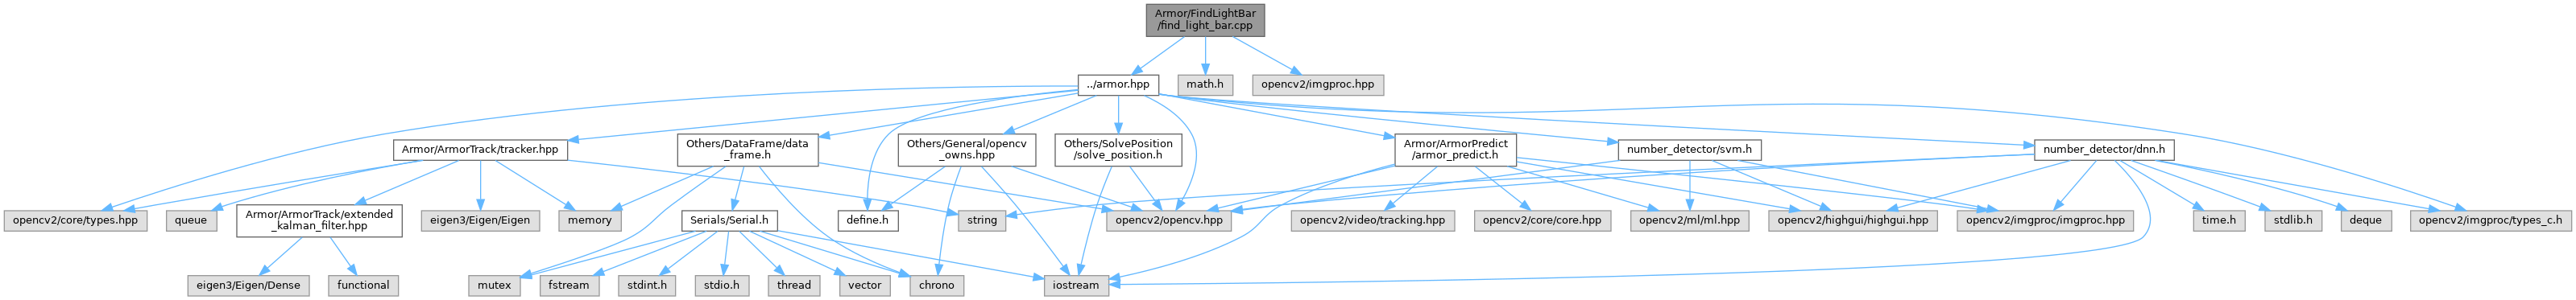 Armor/FindLightBar
/find_light_bar.cpp
../armor.hpp
math.h
opencv2/imgproc.hpp
Armor/ArmorTrack/tracker.hpp
Others/DataFrame/data
_frame.h
Others/General/opencv
_owns.hpp
Others/SolvePosition
/solve_position.h
Armor/ArmorPredict
/armor_predict.h
number_detector/svm.h
number_detector/dnn.h
opencv2/core/types.hpp
queue
Armor/ArmorTrack/extended
_kalman_filter.hpp
eigen3/Eigen/Eigen
memory
Serials/Serial.h
define.h
string
opencv2/opencv.hpp
opencv2/video/tracking.hpp
opencv2/core/core.hpp
opencv2/ml/ml.hpp
opencv2/highgui/highgui.hpp
opencv2/imgproc/imgproc.hpp
time.h
stdlib.h
deque
opencv2/imgproc/types_c.h
eigen3/Eigen/Dense
functional
mutex
fstream
stdint.h
stdio.h
thread
vector
chrono
iostream